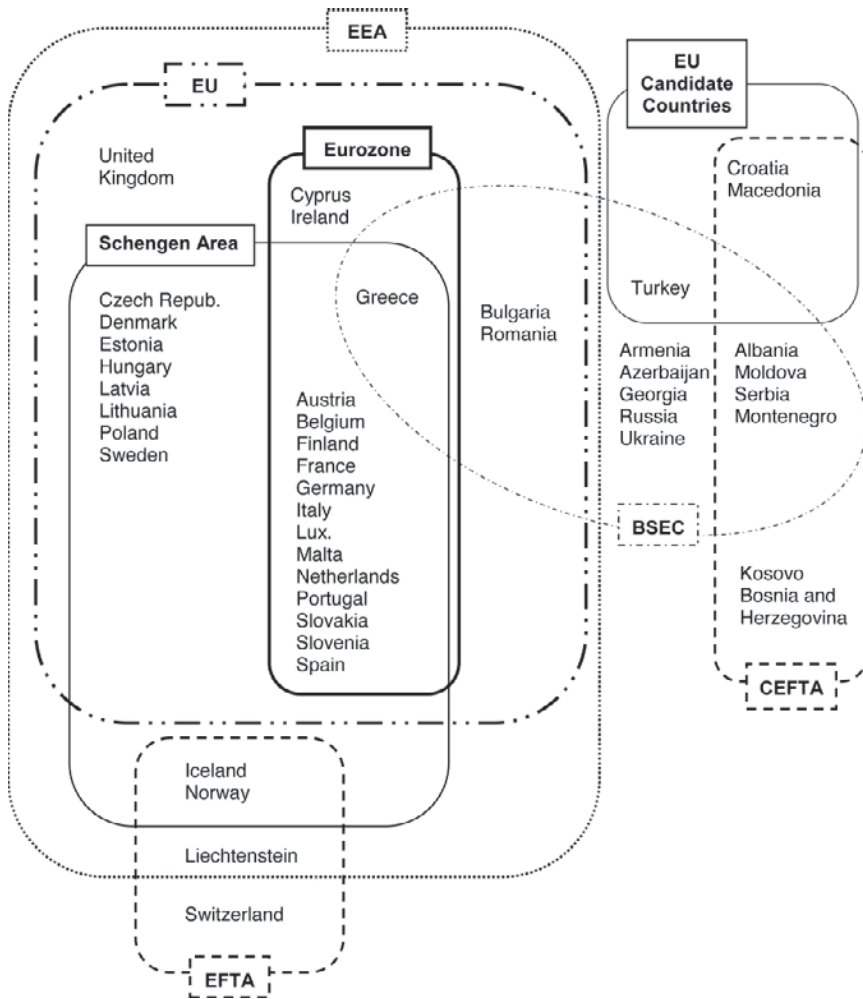 EEA
EU
EU
Candidate
Countries
United
Kingdom
Eurozone
Cyprus
Ireland
Croatia
Macedonia
Schengen Area
Czech Repub.
Denmark
Estonia
Hungary
Latvia
Lithuania
Poland
Sweden
Greece
Bulgaria
Romania
Turkey
Austria
Belgium
Finland
France
Germany
Italy
Lux.
Malta
Netherlands
Portugal
Slovakia
Slovenia
Spain
Armenia
Azerbaijan
Georgia
Russia
Ukraine
Albania
Moldova
Serbia
Montenegro
BSEC
Kosovo
Bosnia and
Herzegovina
CEFTA
Iceland
Norway
Liechtenstein
Switzerland
EFTA